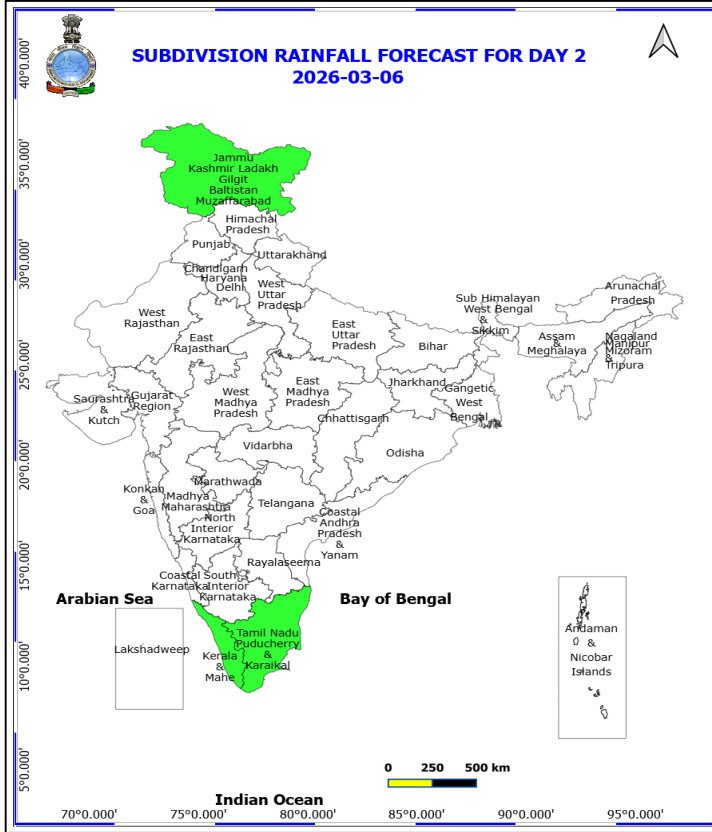 SUBDIVISION RAINFALL FORECAST FOR DAY 2
2026-03-06
40°0.000'
35°0.000'
30°0.000'
25°0.000'
20°0.000'
15°0.000'
10°0.000'
5°0.000'
Jammu
Kashmir Ladakh
Gilgit
Baltistan
Muzaffarabad
Himachal
Pradesh
Punjab
Uttarakhand
Chandigarh
Haryana
Delhi
West
Uttar
Pradesh
West
Rajasthan
East
Rajasthan
East
Uttar
Pradesh
Bihar
Sub Himalayan
West Bengal
&
Sikkim
Arunachal
Pradesh
Assam
&
Meghalaya
Nagaland
Manipur
Mizoram
&
Tripura
Saurashtra
&
Kutch
Gujarat
Region
West
Madhya
Pradesh
East
Madhya
Pradesh
Jharkhand
Gangetic
West
Bengal
Chhattisgarh
Vidarbha
Odisha
Konkan
&
Goa
Marathwada
Madhya
Maharashtra
Telangana
North
Interior
Karnataka
Coastal
Andhra
Pradesh
&
Yanam
Rayalaseema
Coastal
Karnataka
South
Interior
Karnataka
Arabian Sea
Bay of Bengal
Lakshadweep
Kerala
&
Mahe
Tamil Nadu
Puducherry
&
Karaikal
Andaman
&
Nicobar
Islands
0 250 500 km
Indian Ocean
70°0.000' 75°0.000' 80°0.000' 85°0.000' 90°0.000' 95°0.000'